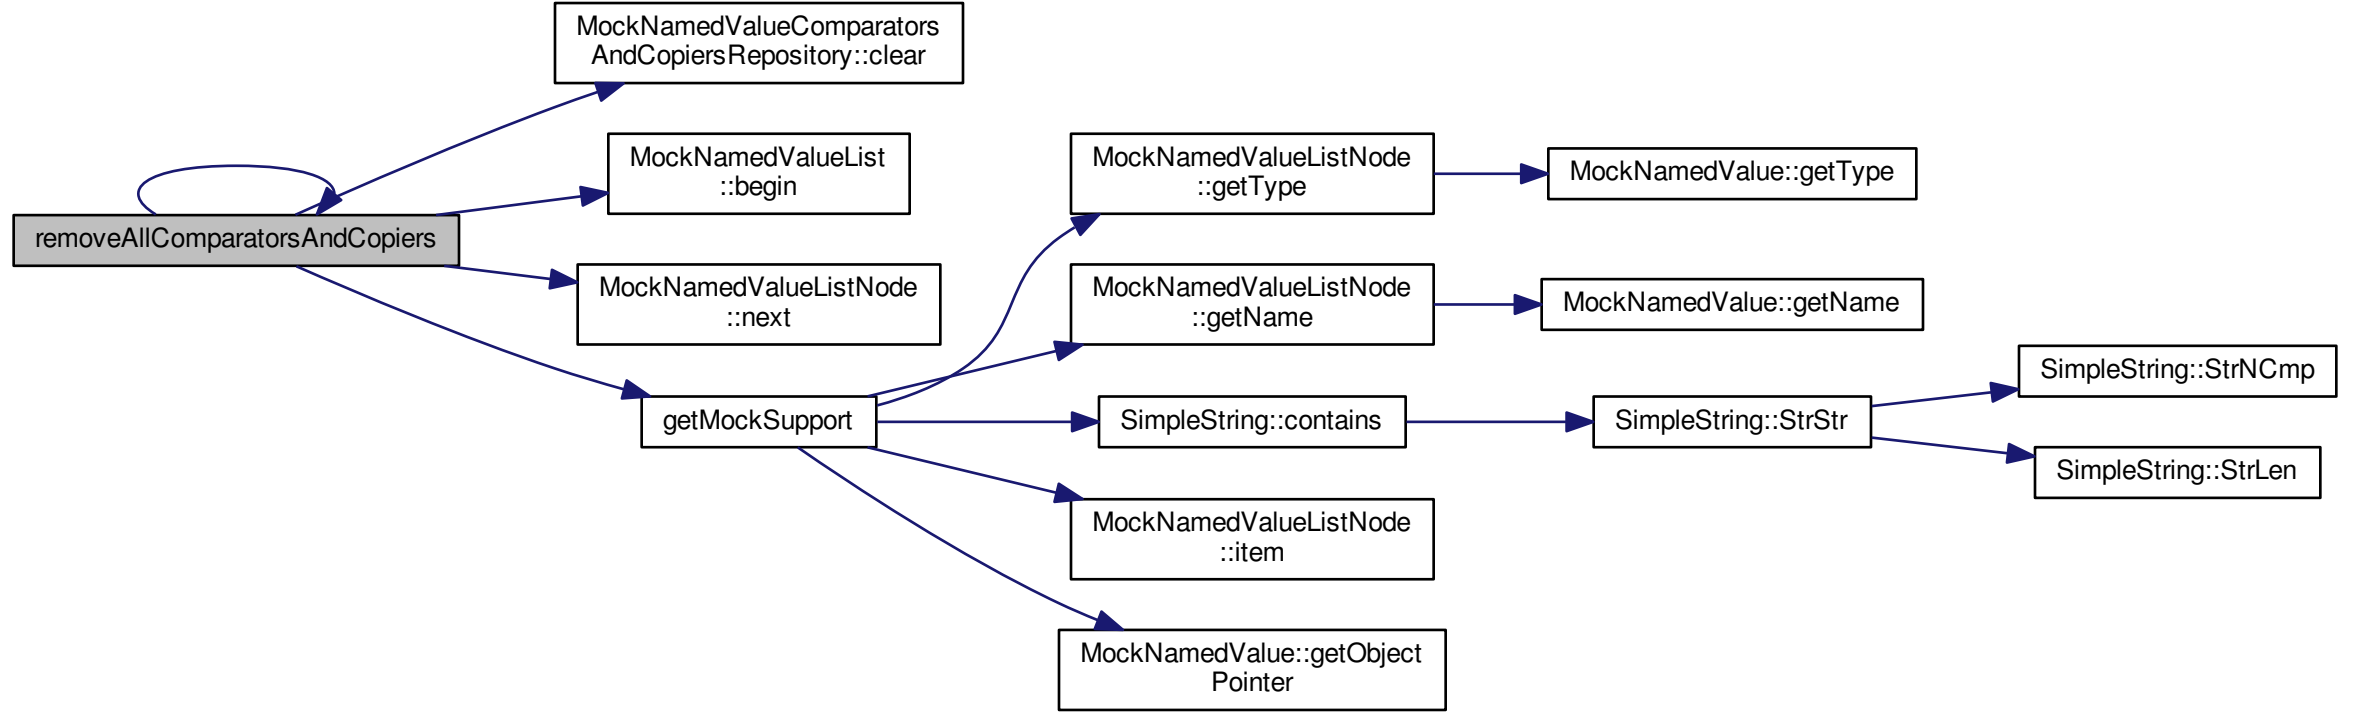 MockNamedValueComparators
AndCopiersRepository::clear
MockNamedValueList
::begin
removeAllComparatorsAndCopiers
MockNamedValueListNode
::next
getMockSupport
MockNamedValueListNode
::getType
MockNamedValue::getType
MockNamedValueListNode
::getName
MockNamedValue::getName
SimpleString::contains
SimpleString::StrStr
SimpleString::StrNCmp
SimpleString::StrLen
MockNamedValueListNode
::item
MockNamedValue::getObject
Pointer